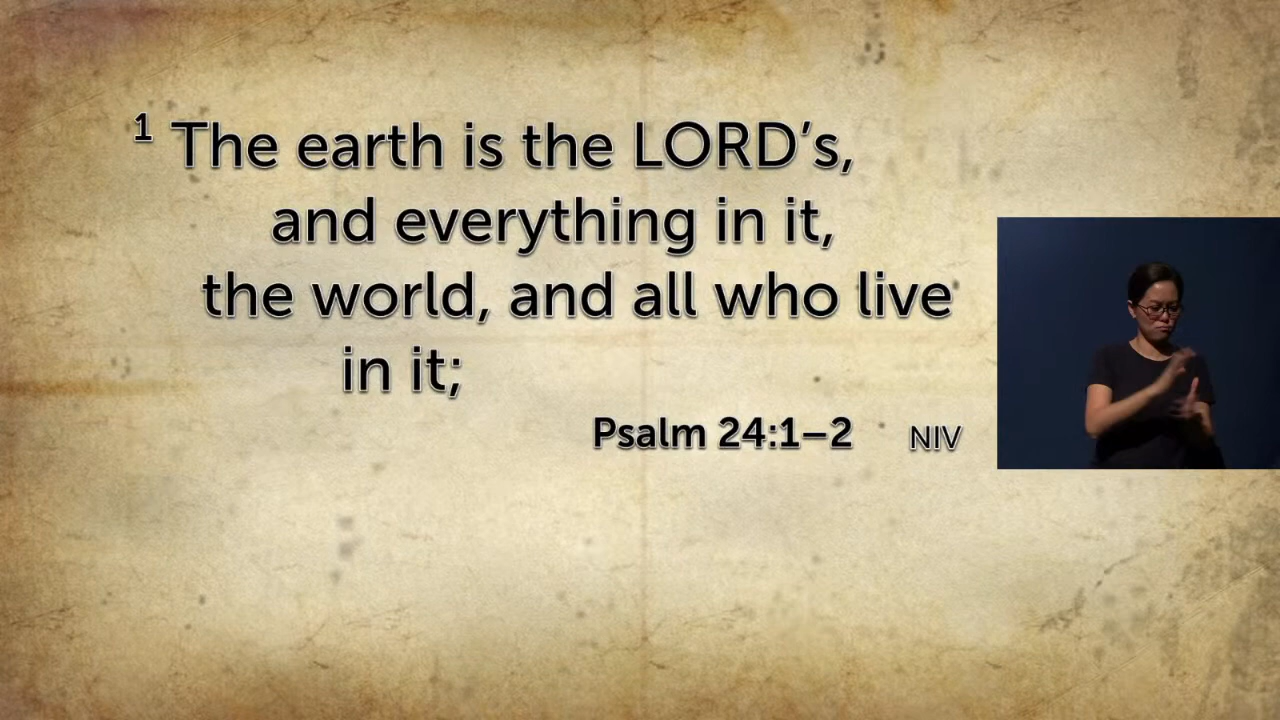 1 The earth is the LORD’s,
and everything in it,
the world, and all who live
in it;
Psalm 24:1–2 NIV